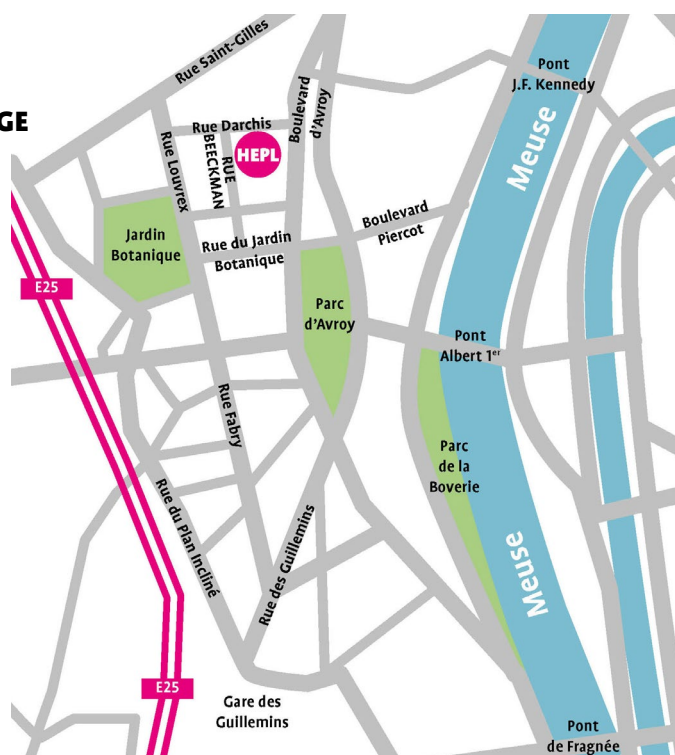 Rue Saint-Gilles
GE
Pont
J.F. Kennedy
Boulevard
d'Avroy
Rue Darchis
HEPL
RUE
BEECKMAN
Rue Louvrex
Meuse
Boulevard
Piercot
Jardin
Botanique
Rue du Jardin
Botanique
E25
Parc
d'Avroy
Pont
Albert 1er
Rue Fabry
Parc
de la
Boverie
Rue du Plan Incliné
Rue des Guillemins
Meuse
E25
Gare des
Guillemins
Pont
de Fragnée